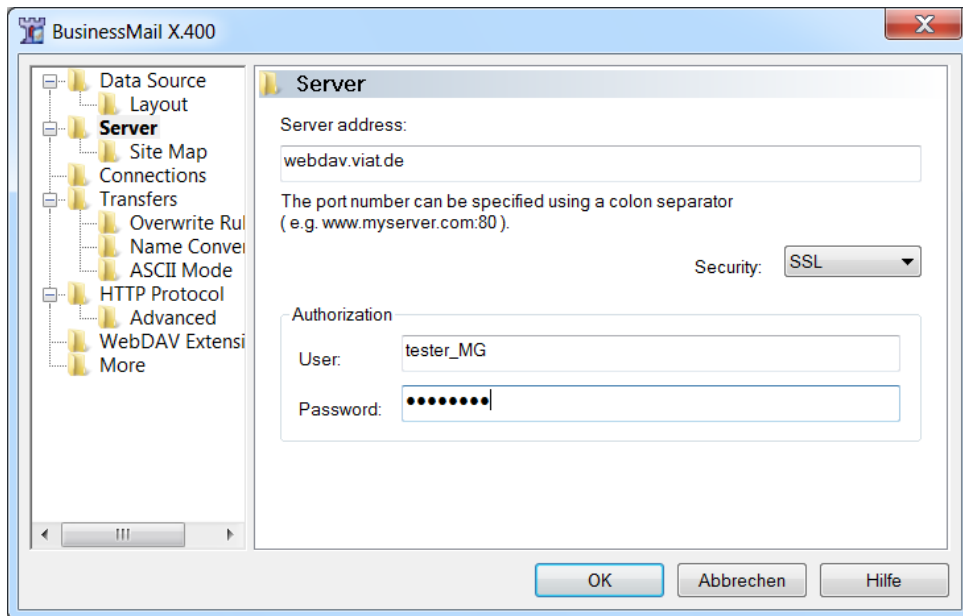 BusinessMail X.400
Data Source
Layout
Server
Site Map
Connections
Transfers
Overwrite Rul
Name Conver
ASCII Mode
HTTP Protocol
Advanced
WebDAV Extensi
More
Server
Server address:
webdav.viat.de
The port number can be specified using a colon separator
( e.g. www.myserver.com:80 ).
Security: SSL
Authorization
User: tester_MG
Password: ●●●●●●●●
OK Abbrechen Hilfe